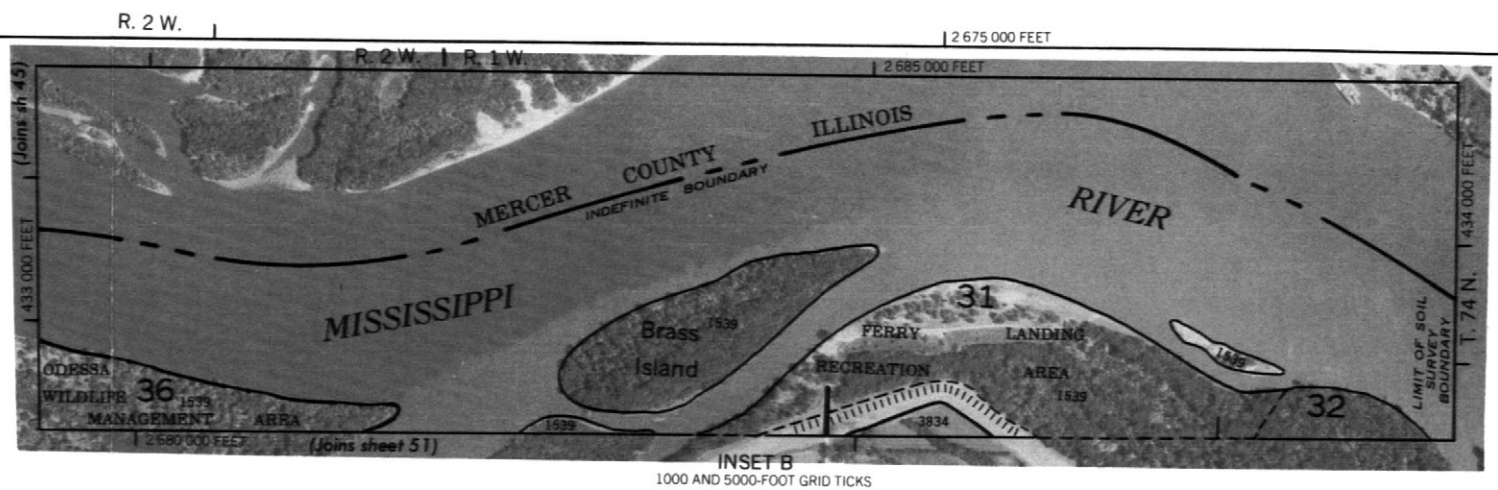 R. 2 W.
2 675 000 FEET
R. 2 W. R. 1 W.
2 685 000 FEET
(Joins sh 45)
MERCER COUNTY ILLINOIS
INDEFINITE BOUNDARY
433 000 FEET
434 000 FEET
MISSISSIPPI
RIVER
T. 74 N.
LIMIT OF SOIL
SURVEY
BOUNDARY
Brass 1539
Island
31
FERRY LANDING
RECREATION AREA
1539
1539
32
ODESSA
WILDLIFE 36 1539
MANAGEMENT AREA
1539
3834
2 680 000 FEET
(Joins sheet 51)
INSET B
1000 AND 5000-FOOT GRID TICKS